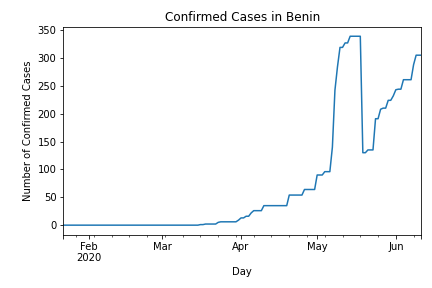 Confirmed Cases in Benin
Number of Confirmed Cases
350
300
250
200
150
100
50
0
Feb
2020
Mar
Apr
May
Jun
Day